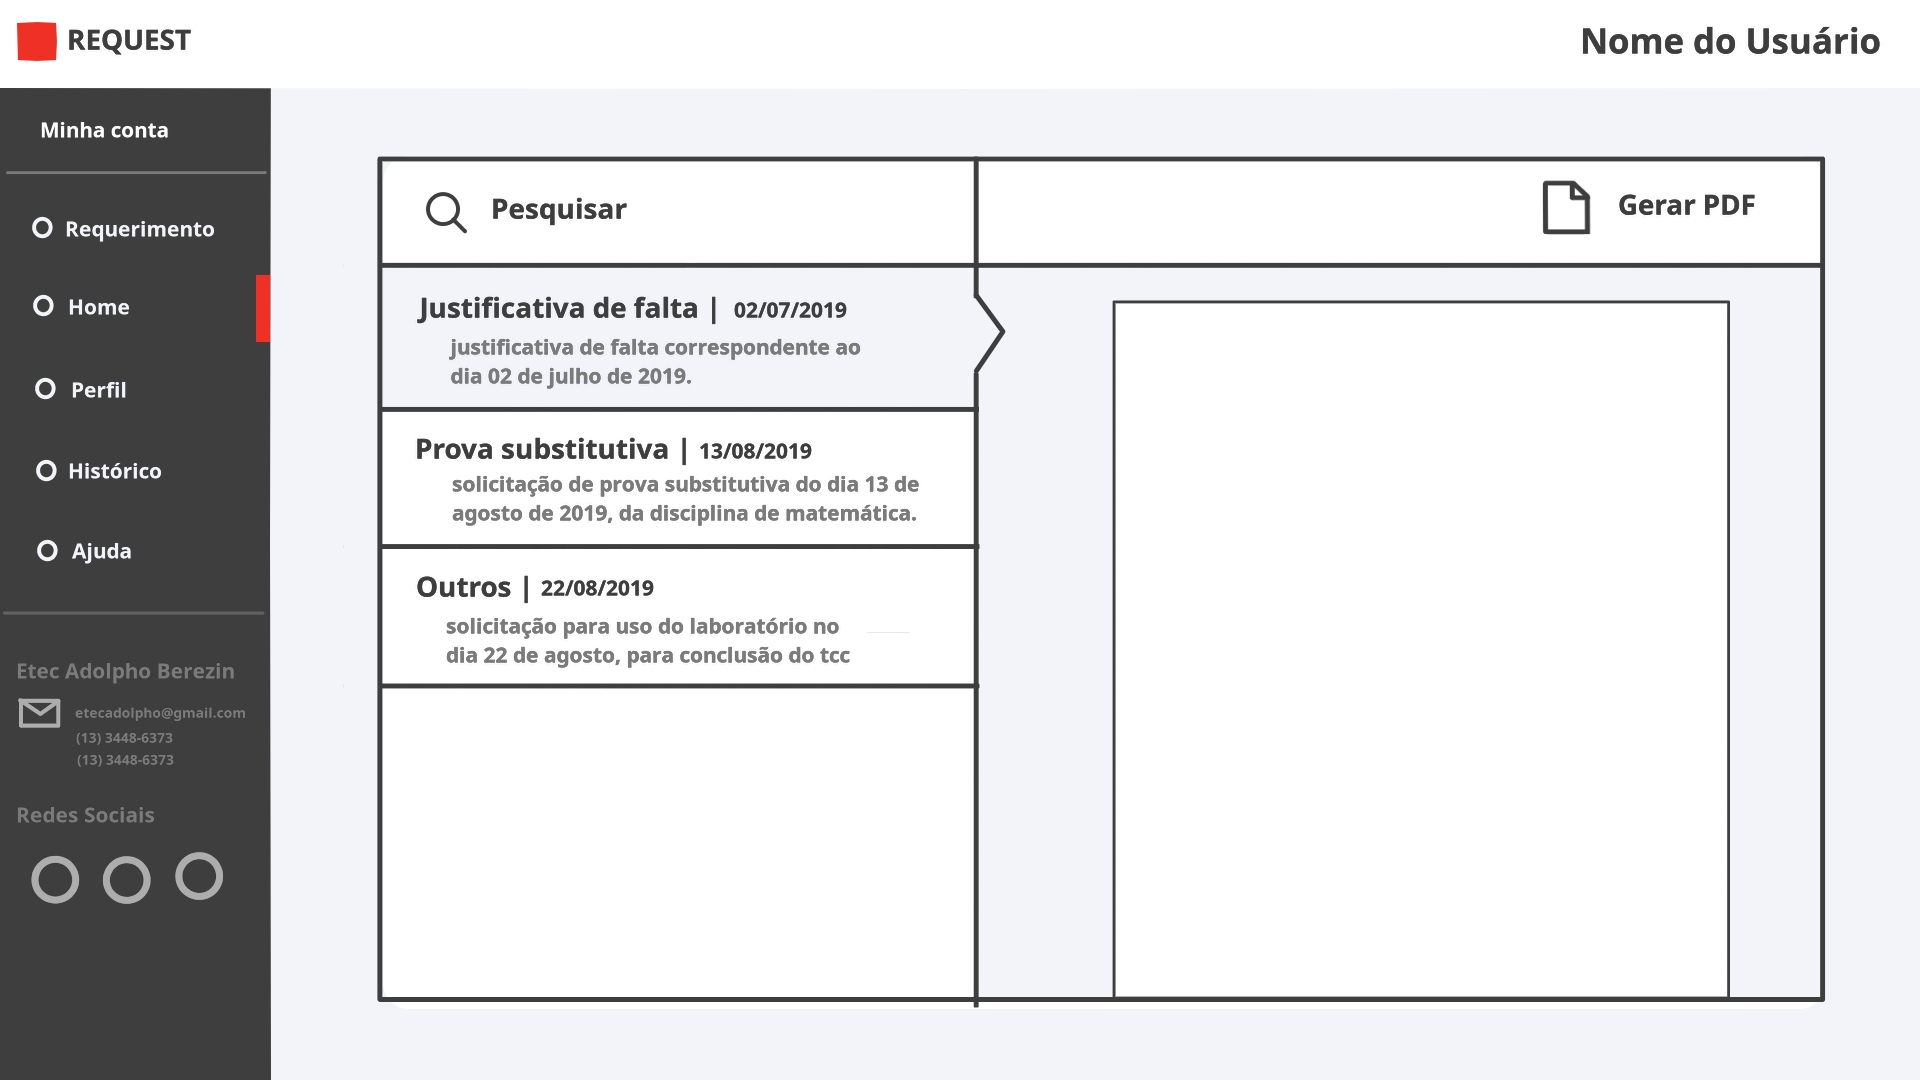 REQUEST
Nome do Usuário
Minha conta
Requerimento
Home
Perfil
Histórico
Ajuda
Etec Adolpho Berezin
etecadolpho@gmail.com
(13) 3448-6373
(13) 3448-6373
Redes Sociais
Pesquisar
Gerar PDF
Justificativa de falta | 02/07/2019
justificativa de falta correspondente ao
dia 02 de julho de 2019.
Prova substitutiva | 13/08/2019
solicitação de prova substitutiva do dia 13 de
agosto de 2019, da disciplina de matemática.
Outros | 22/08/2019
solicitação para uso do laboratório no
dia 22 de agosto, para conclusão do tcc